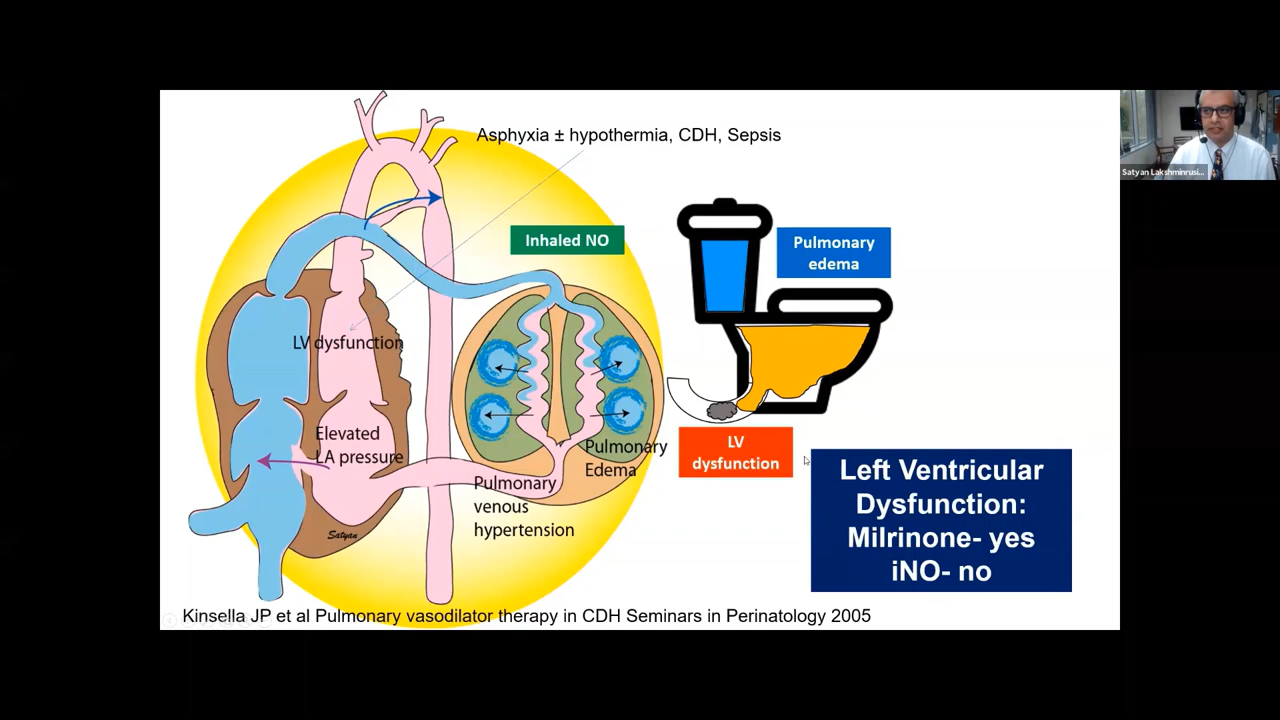 Asphyxia ± hypothermia, CDH, Sepsis
Satyan Lakshminrusi...
Inhaled NO
Pulmonary
edema
LV dysfunction
Elevated
LA pressure
Pulmonary
Edema
LV
dysfunction
Pulmonary
venous
hypertension
Satyan
Left Ventricular
Dysfunction:
Milrinone- yes
iNO- no
Kinsella JP et al Pulmonary vasodilator therapy in CDH Seminars in Perinatology 2005